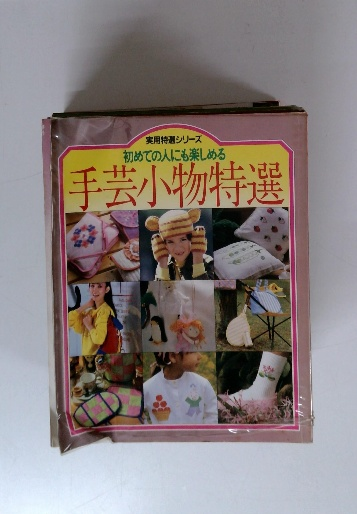 実用特選シリーズ
初めての人にも楽しめる
手芸小物特選